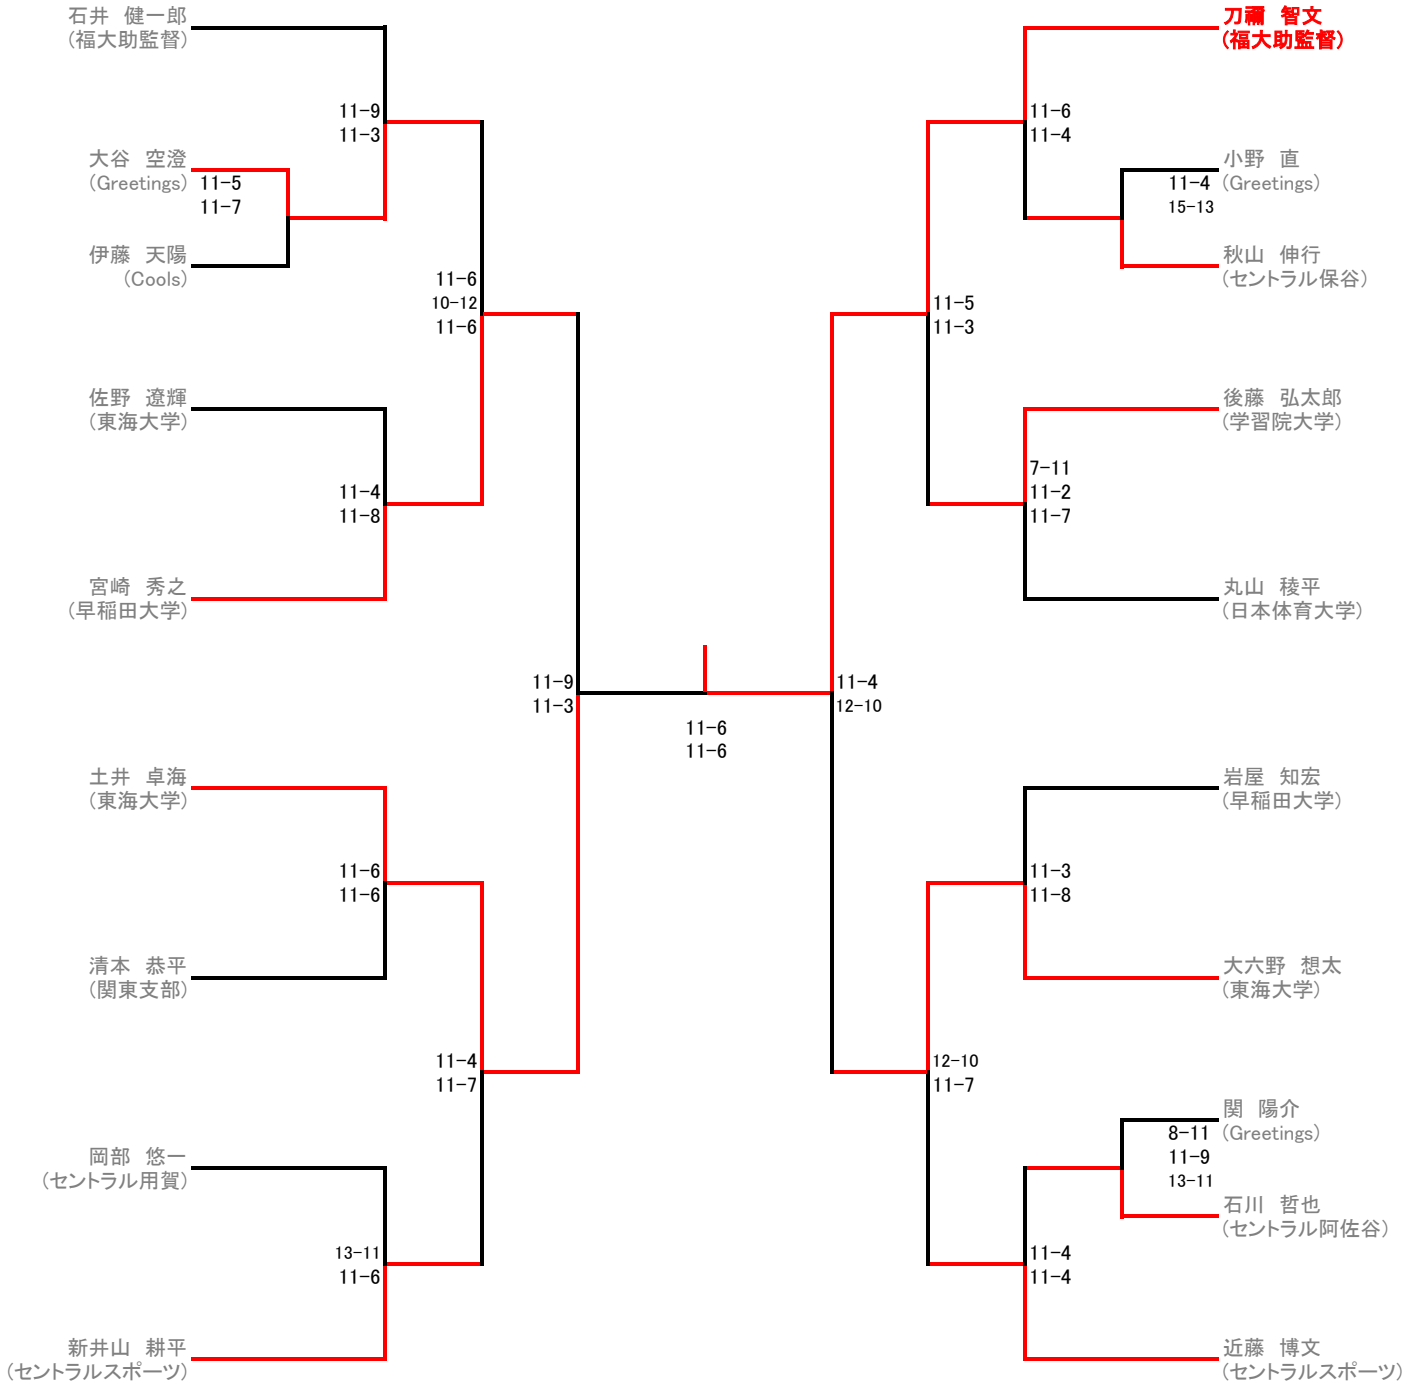 石井 健一郎
(福大助監督)
11-9
11-3
大谷 空澄
(Greetings)
11-5
11-7
伊藤 天陽
(Cools)
11-6
10-12
11-6
佐野 遼輝
(東海大学)
11-4
11-8
宮崎 秀之
(早稲田大学)
11-9
11-3
土井 卓海
(東海大学)
11-6
11-6
清本 恭平
(関東支部)
11-4
11-7
岡部 悠一
(セントラル用賀)
13-11
11-6
新井山 耕平
(セントラルスポーツ)
11-6
11-6
刀禰 智文
(福大助監督)
11-6
11-4
小野 直
(Greetings)
11-4
15-13
秋山 伸行
(セントラル保谷)
11-5
11-3
後藤 弘太郎
(学習院大学)
7-11
11-2
11-7
丸山 稜平
(日本体育大学)
11-4
12-10
岩屋 知宏
(早稲田大学)
11-3
11-8
大六野 想太
(東海大学)
12-10
11-7
関 陽介
(Greetings)
8-11
11-9
13-11
石川 哲也
(セントラル阿佐谷)
11-4
11-4
近藤 博文
(セントラルスポーツ)